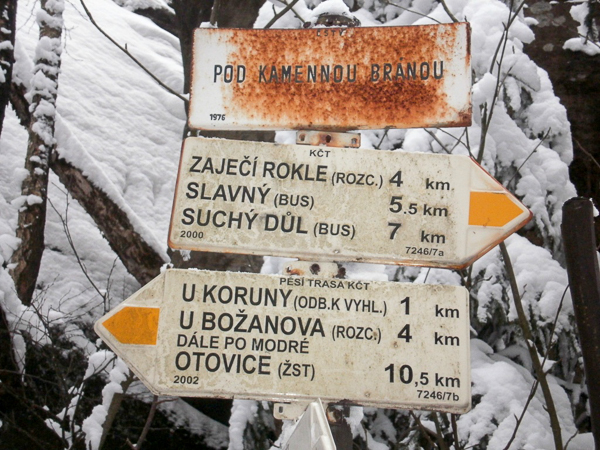 POD KAMENNOU BRANOU
1976
KČT
ZAJEČÍ ROKLE (ROZC.) 4 km
SLAVNÝ (BUS) 5.5 km
SUCHÝ DŮL (BUS) 7 km
2000 7246/7a
PĚŠÍ TRASA KČT
U KORUNY (ODB.K VYHL.) 1 km
U BOŽANOVA (ROZC.) 4 km
DÁLE PO MODRÉ
OTOVICE (ŽST) 10,5 km
2002 7246/7b